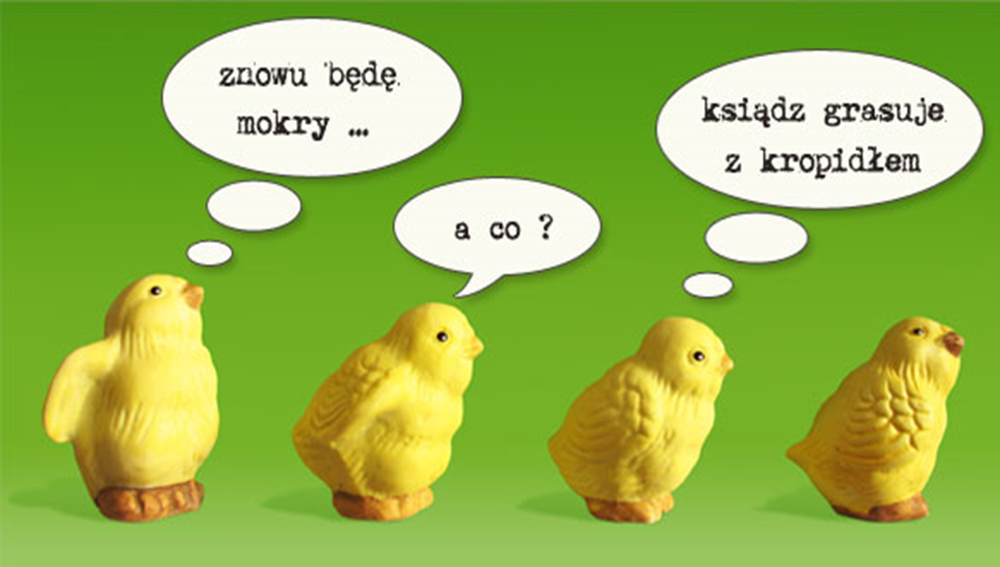 znowu będę
mokry ...
a co ?
ksiądz grasuje
z kropidłem